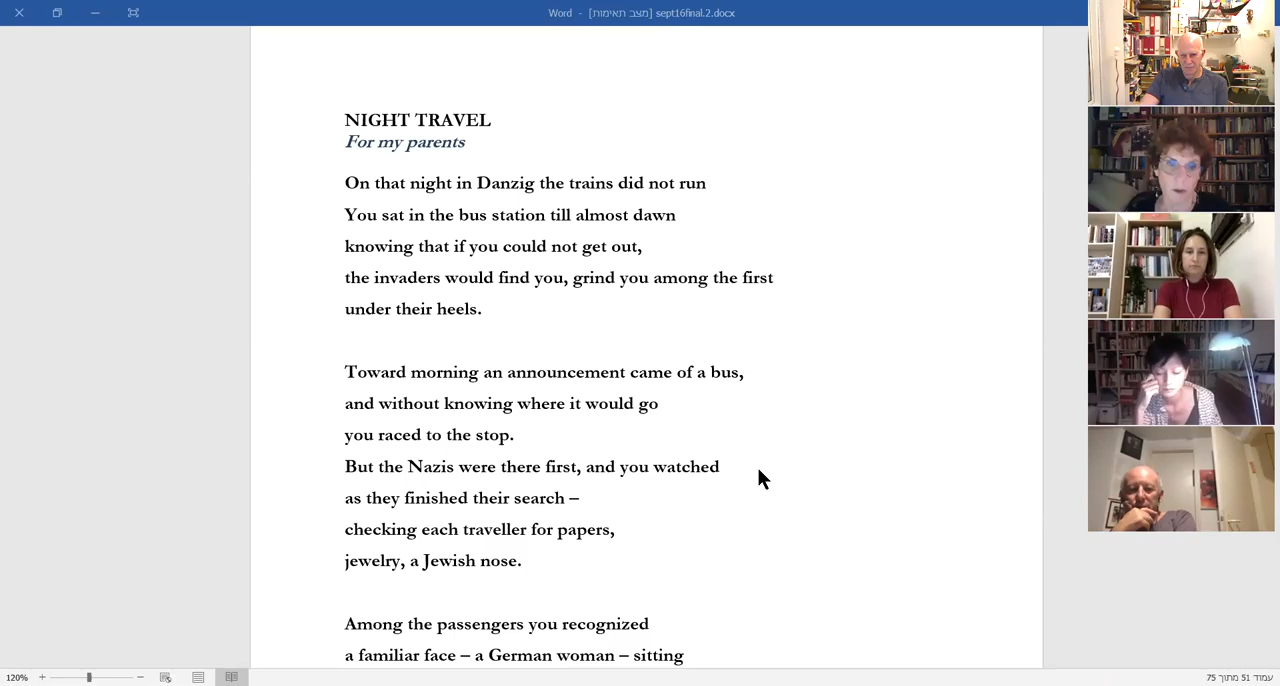 Word - [מצב תאימות] sept16final.2.docx
NIGHT TRAVEL
For my parents
On that night in Danzig the trains did not run
You sat in the bus station till almost dawn
knowing that if you could not get out,
the invaders would find you, grind you among the first
under their heels.
Toward morning an announcement came of a bus,
and without knowing where it would go
you raced to the stop.
But the Nazis were there first, and you watched
as they finished their search –
checking each traveller for papers,
jewelry, a Jewish nose.
Among the passengers you recognized
a familiar face – a German woman – sitting
120%
עמוד 51 מתוך 75